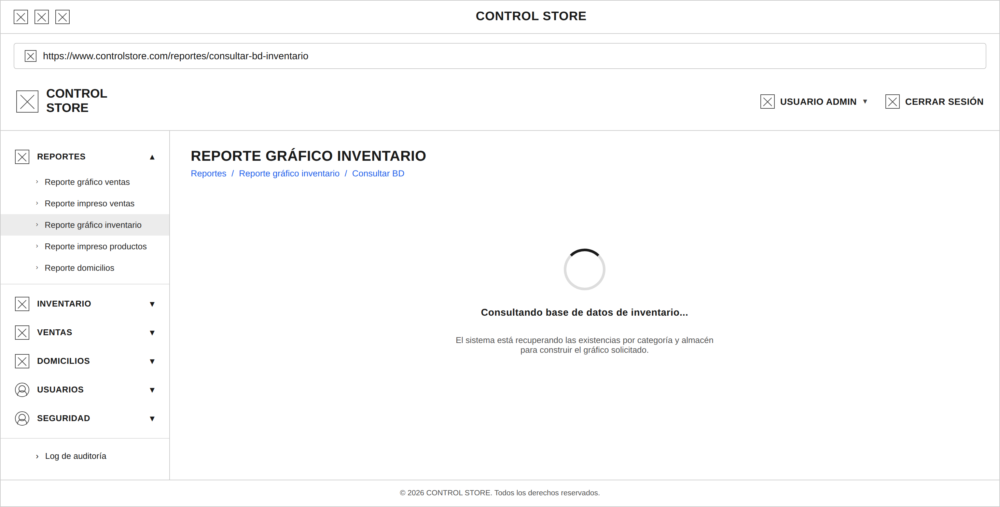 CONTROL STORE
https://www.controlstore.com/reportes/consultar-bd-inventario
CONTROL
STORE
USUARIO ADMIN ▼
CERRAR SESIÓN
REPORTES ▲
› Reporte gráfico ventas
› Reporte impreso ventas
› Reporte gráfico inventario
› Reporte impreso productos
› Reporte domicilios
INVENTARIO ▼
VENTAS ▼
DOMICILIOS ▼
USUARIOS ▼
SEGURIDAD ▼
› Log de auditoría
REPORTE GRÁFICO INVENTARIO
Reportes / Reporte gráfico inventario / Consultar BD
Consultando base de datos de inventario...
El sistema está recuperando las existencias por categoría y almacén
para construir el gráfico solicitado.
© 2026 CONTROL STORE. Todos los derechos reservados.